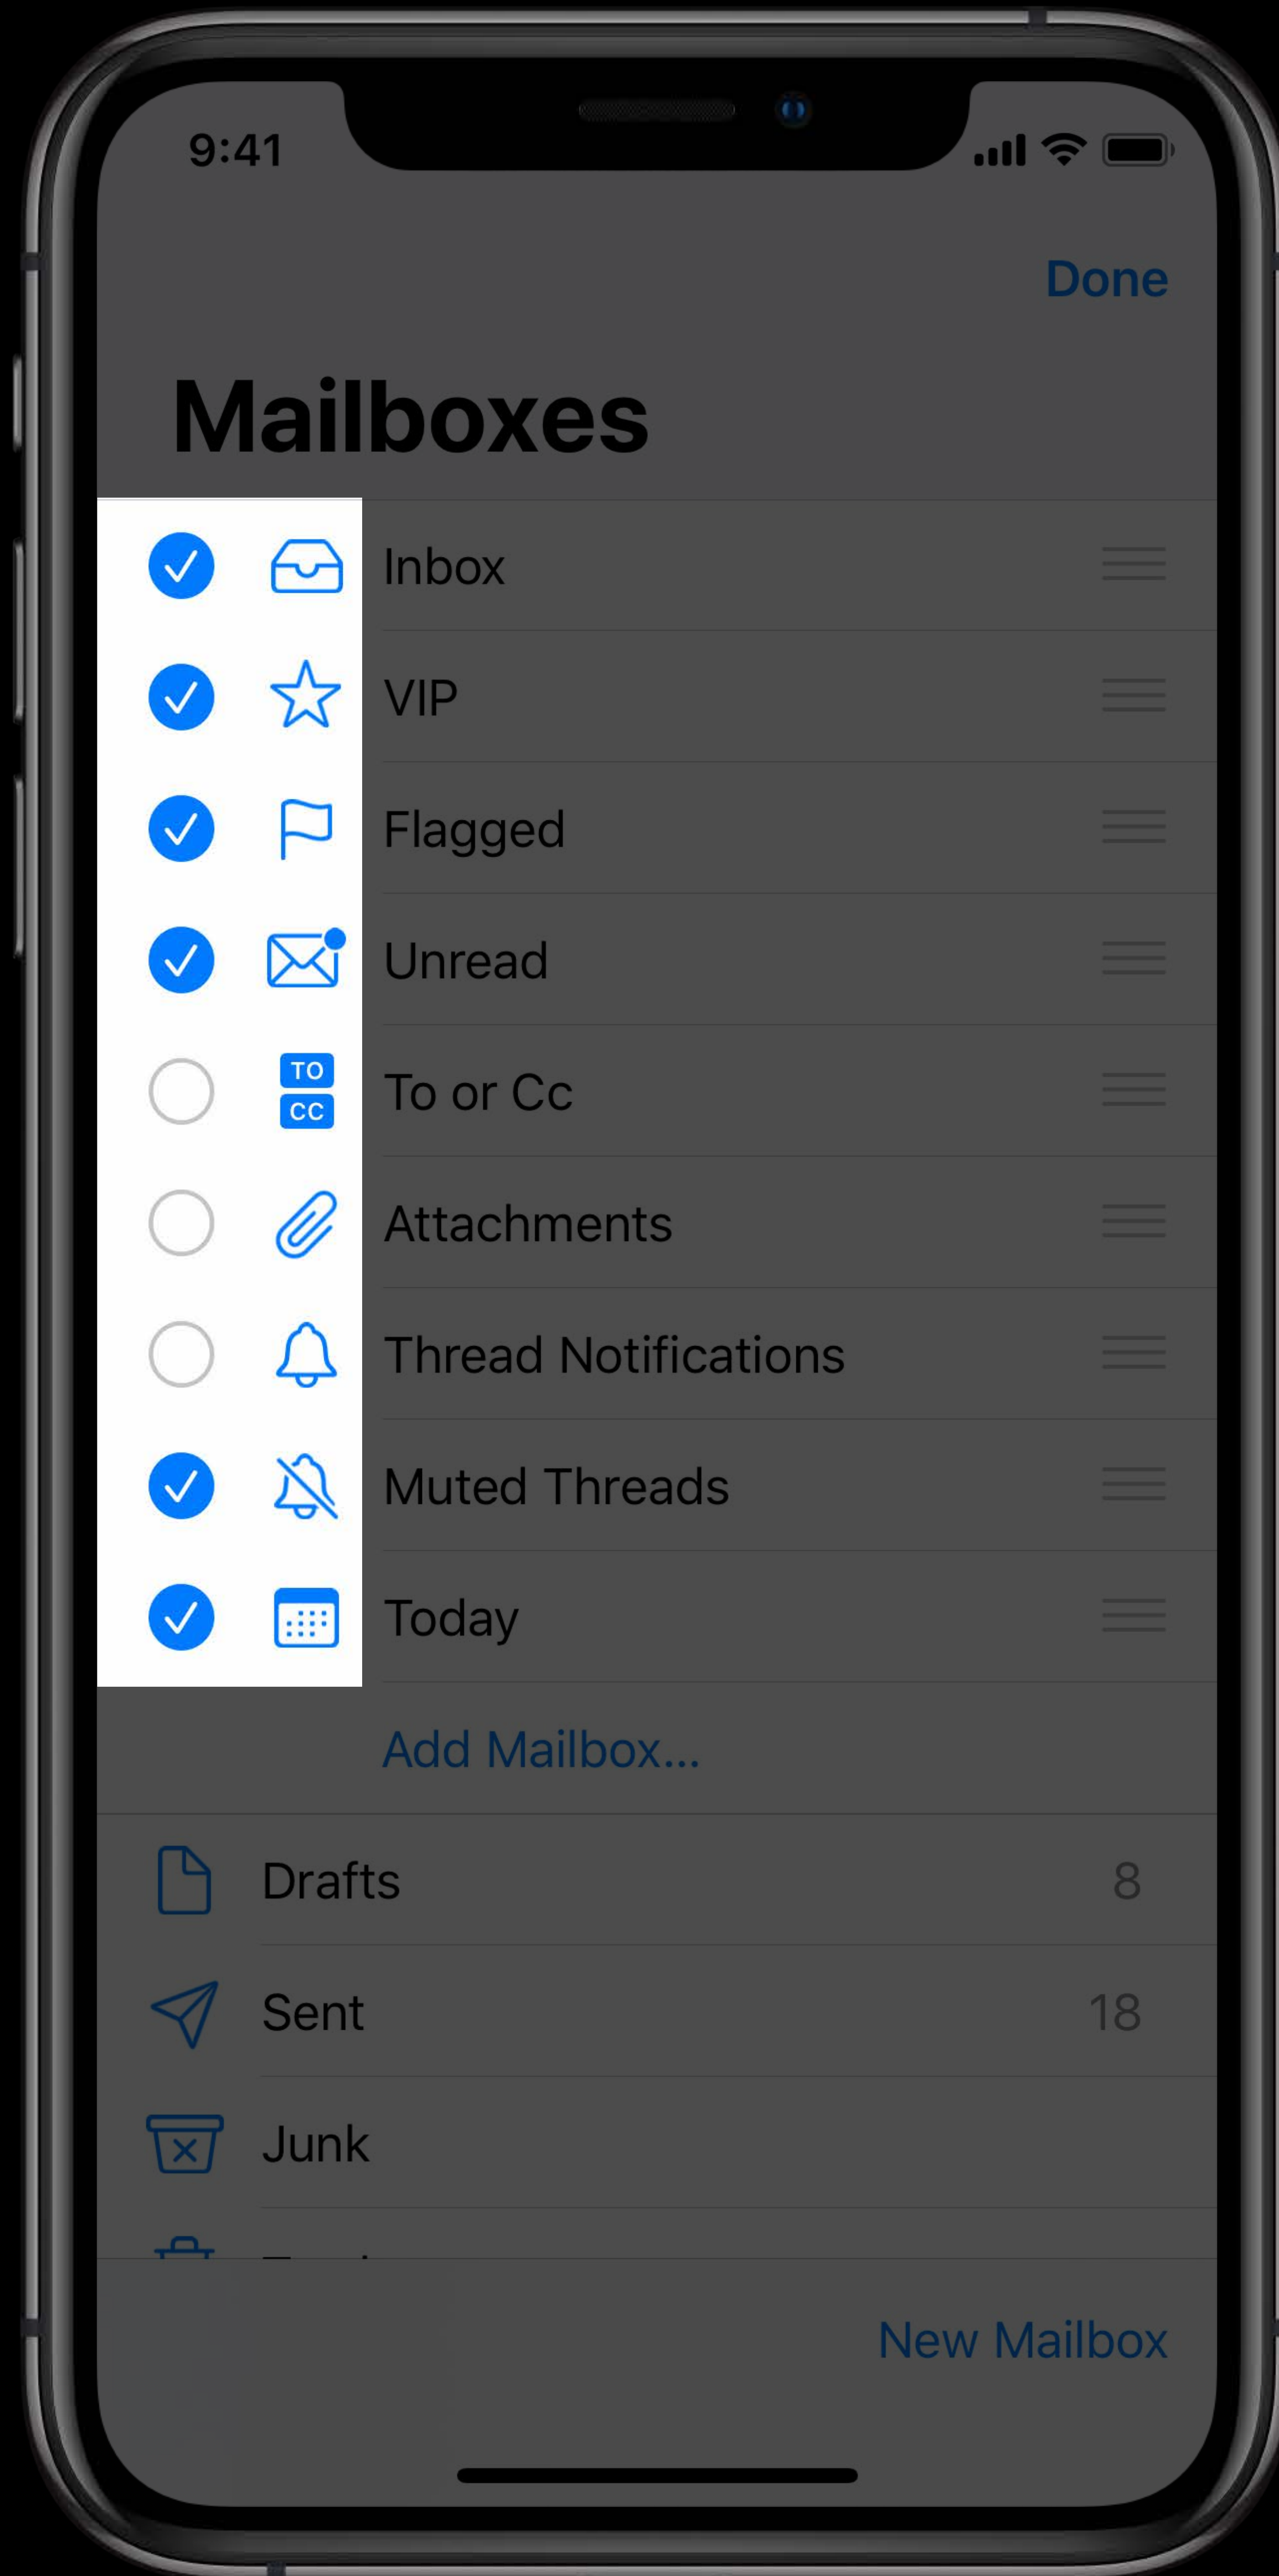 9:41
Done
Mailboxes
Inbox
VIP
Flagged
Unread
TO
CC
To or Cc
Attachments
Thread Notifications
Muted Threads
Today
Add Mailbox...
Drafts 8
Sent 18
Junk
New Mailbox